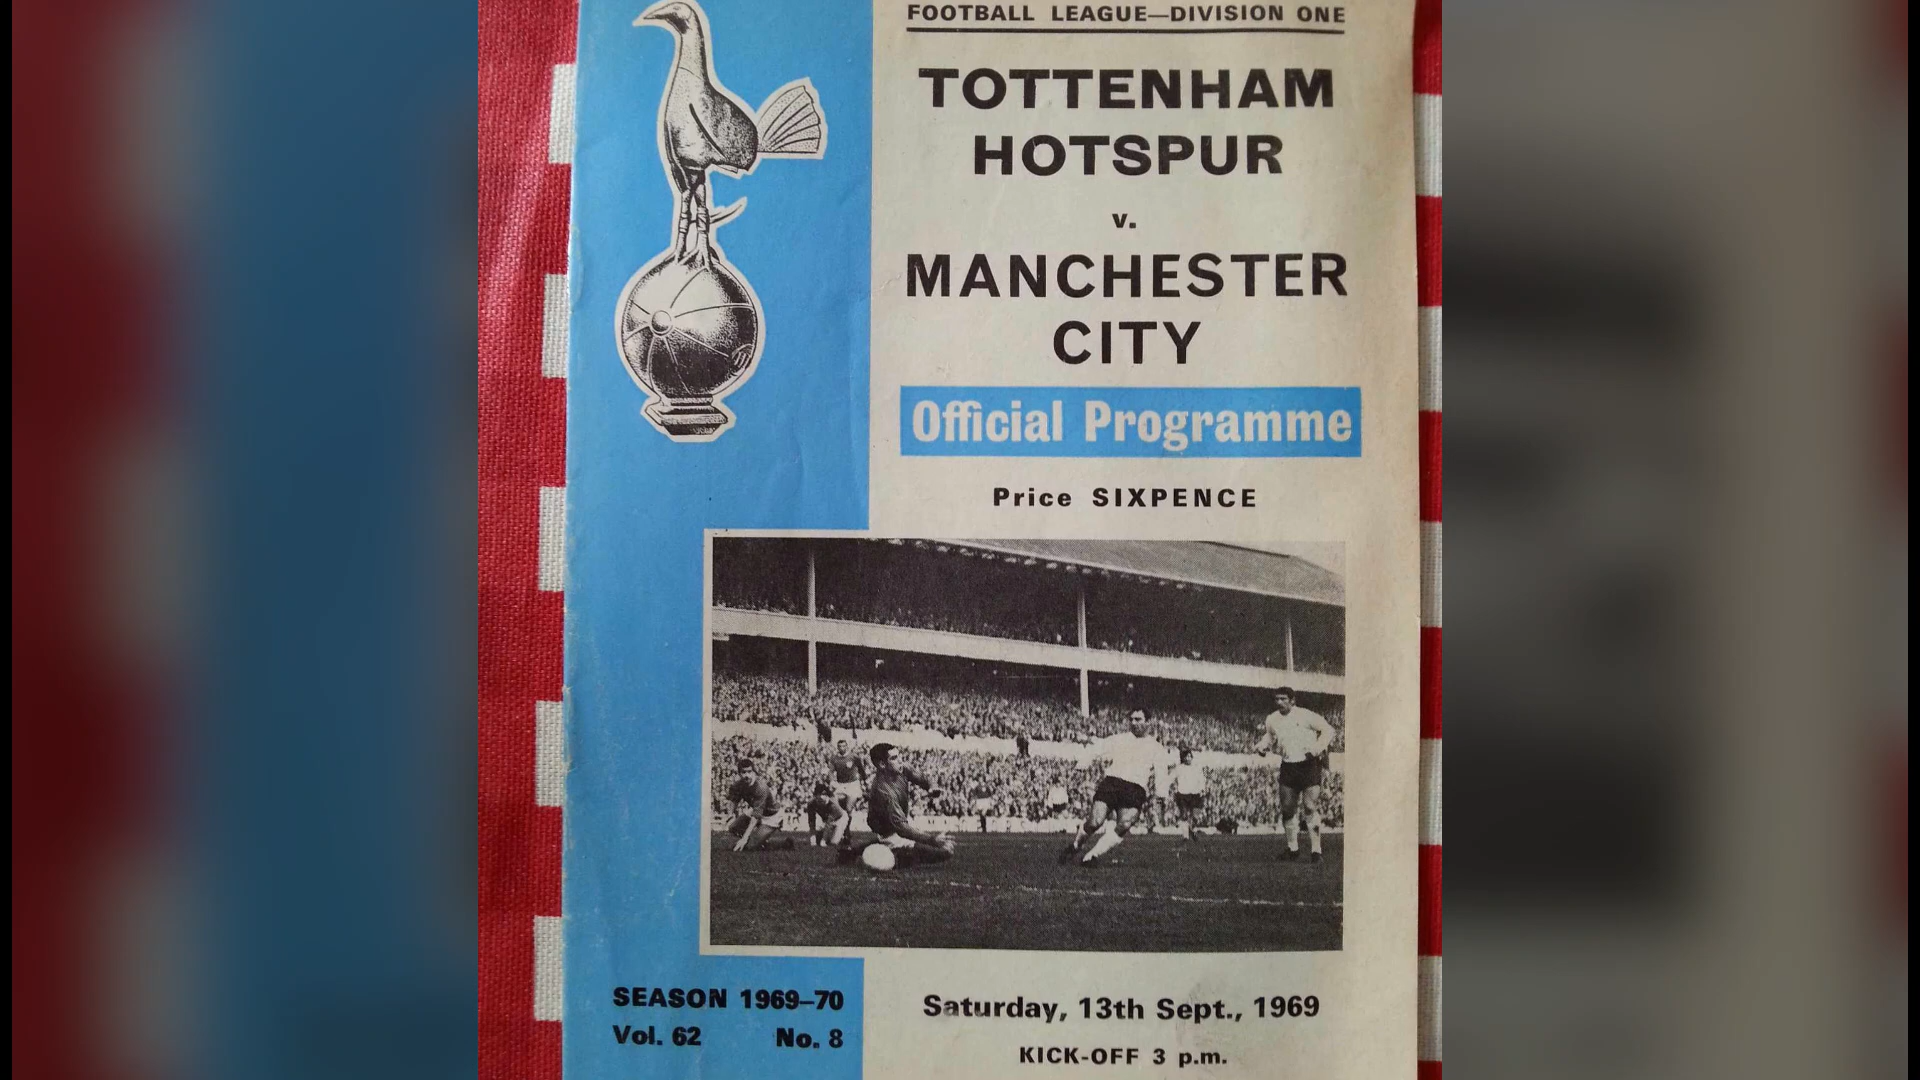 FOOTBALL LEAGUE—DIVISION ONE
TOTTENHAM
HOTSPUR
v.
MANCHESTER
CITY
Official Programme
Price SIXPENCE
SEASON 1969–70
Vol. 62 No. 8
Saturday, 13th Sept., 1969
KICK-OFF 3 p.m.